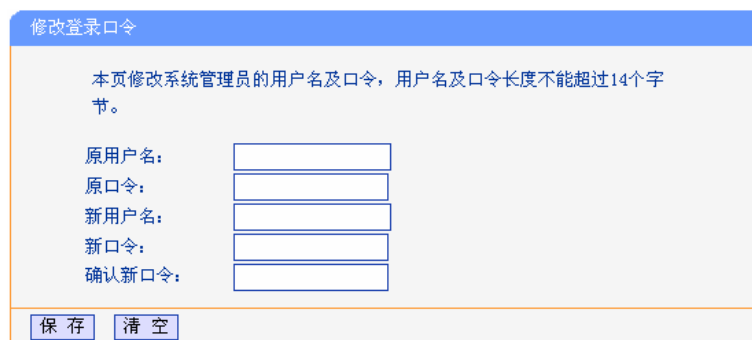 修改登录口令
本页修改系统管理员的用户名及口令，用户名及口令长度不能超过14个字
节。
原用户名：
原口令：
新用户名：
新口令：
确认新口令：
保 存 清 空